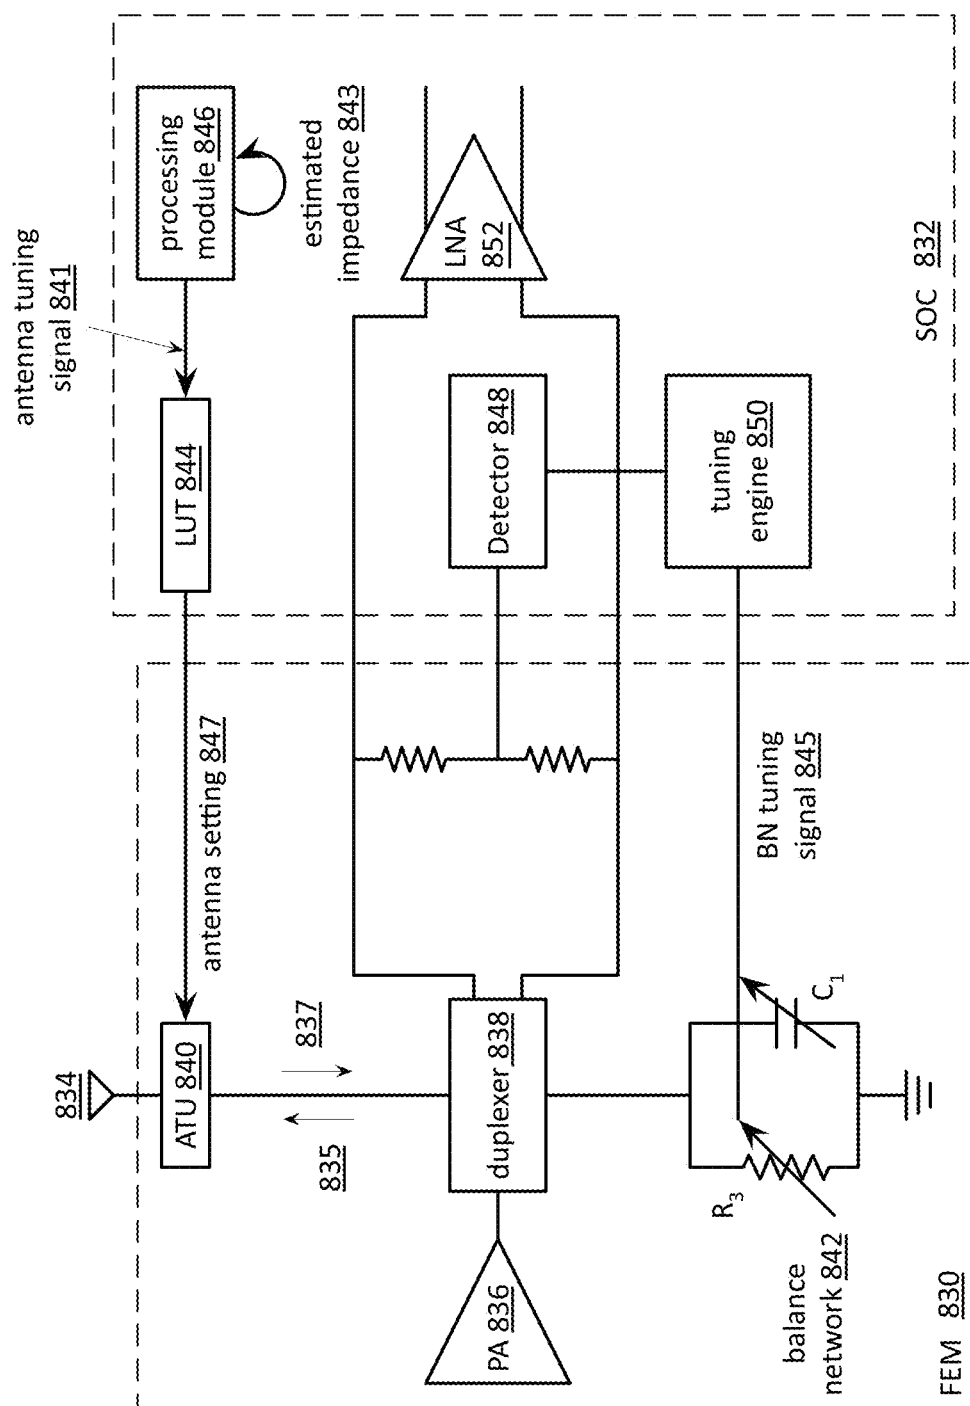 834
ATU 840
antenna setting 847
LUT 844
antenna tuning
signal 841
processing
module 846
estimated
impedance 843
835
837
PA 836
duplexer 838
Detector 848
LNA
852
tuning
engine 850
BN tuning
signal 845
R3
C1
balance
network 842
FEM 830
SOC 832